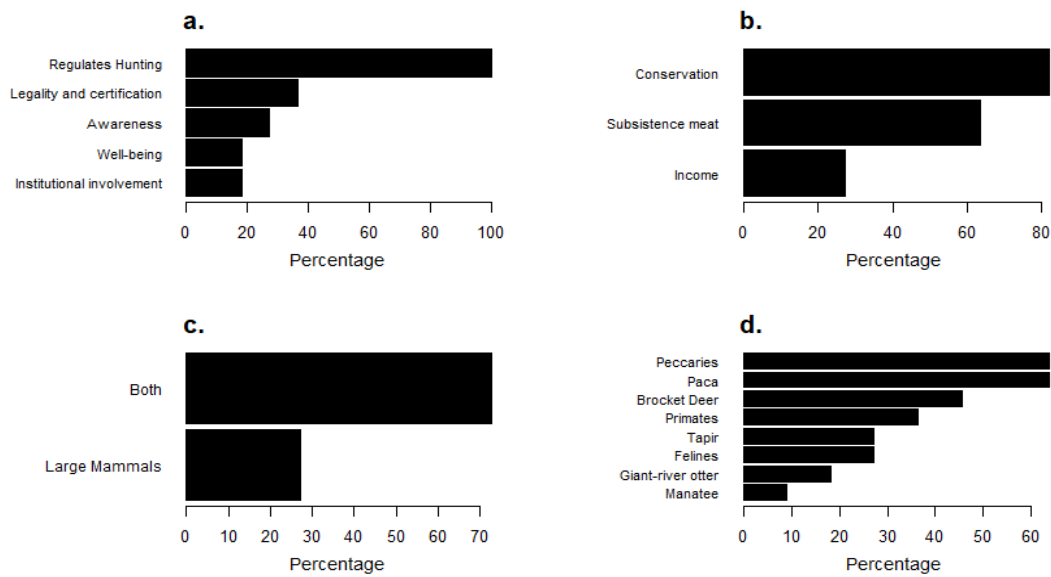 a.
Regulates Hunting
Legality and certification
Awareness
Well-being
Institutional involvement
0 20 40 60 80 100
Percentage
b.
Conservation
Subsistence meat
Income
0 20 40 60 80
Percentage
c.
Both
Large Mammals
0 10 20 30 40 50 60 70
Percentage
d.
Peccaries
Paca
Brocket Deer
Primates
Tapir
Felines
Giant-river otter
Manatee
0 10 20 30 40 50 60
Percentage